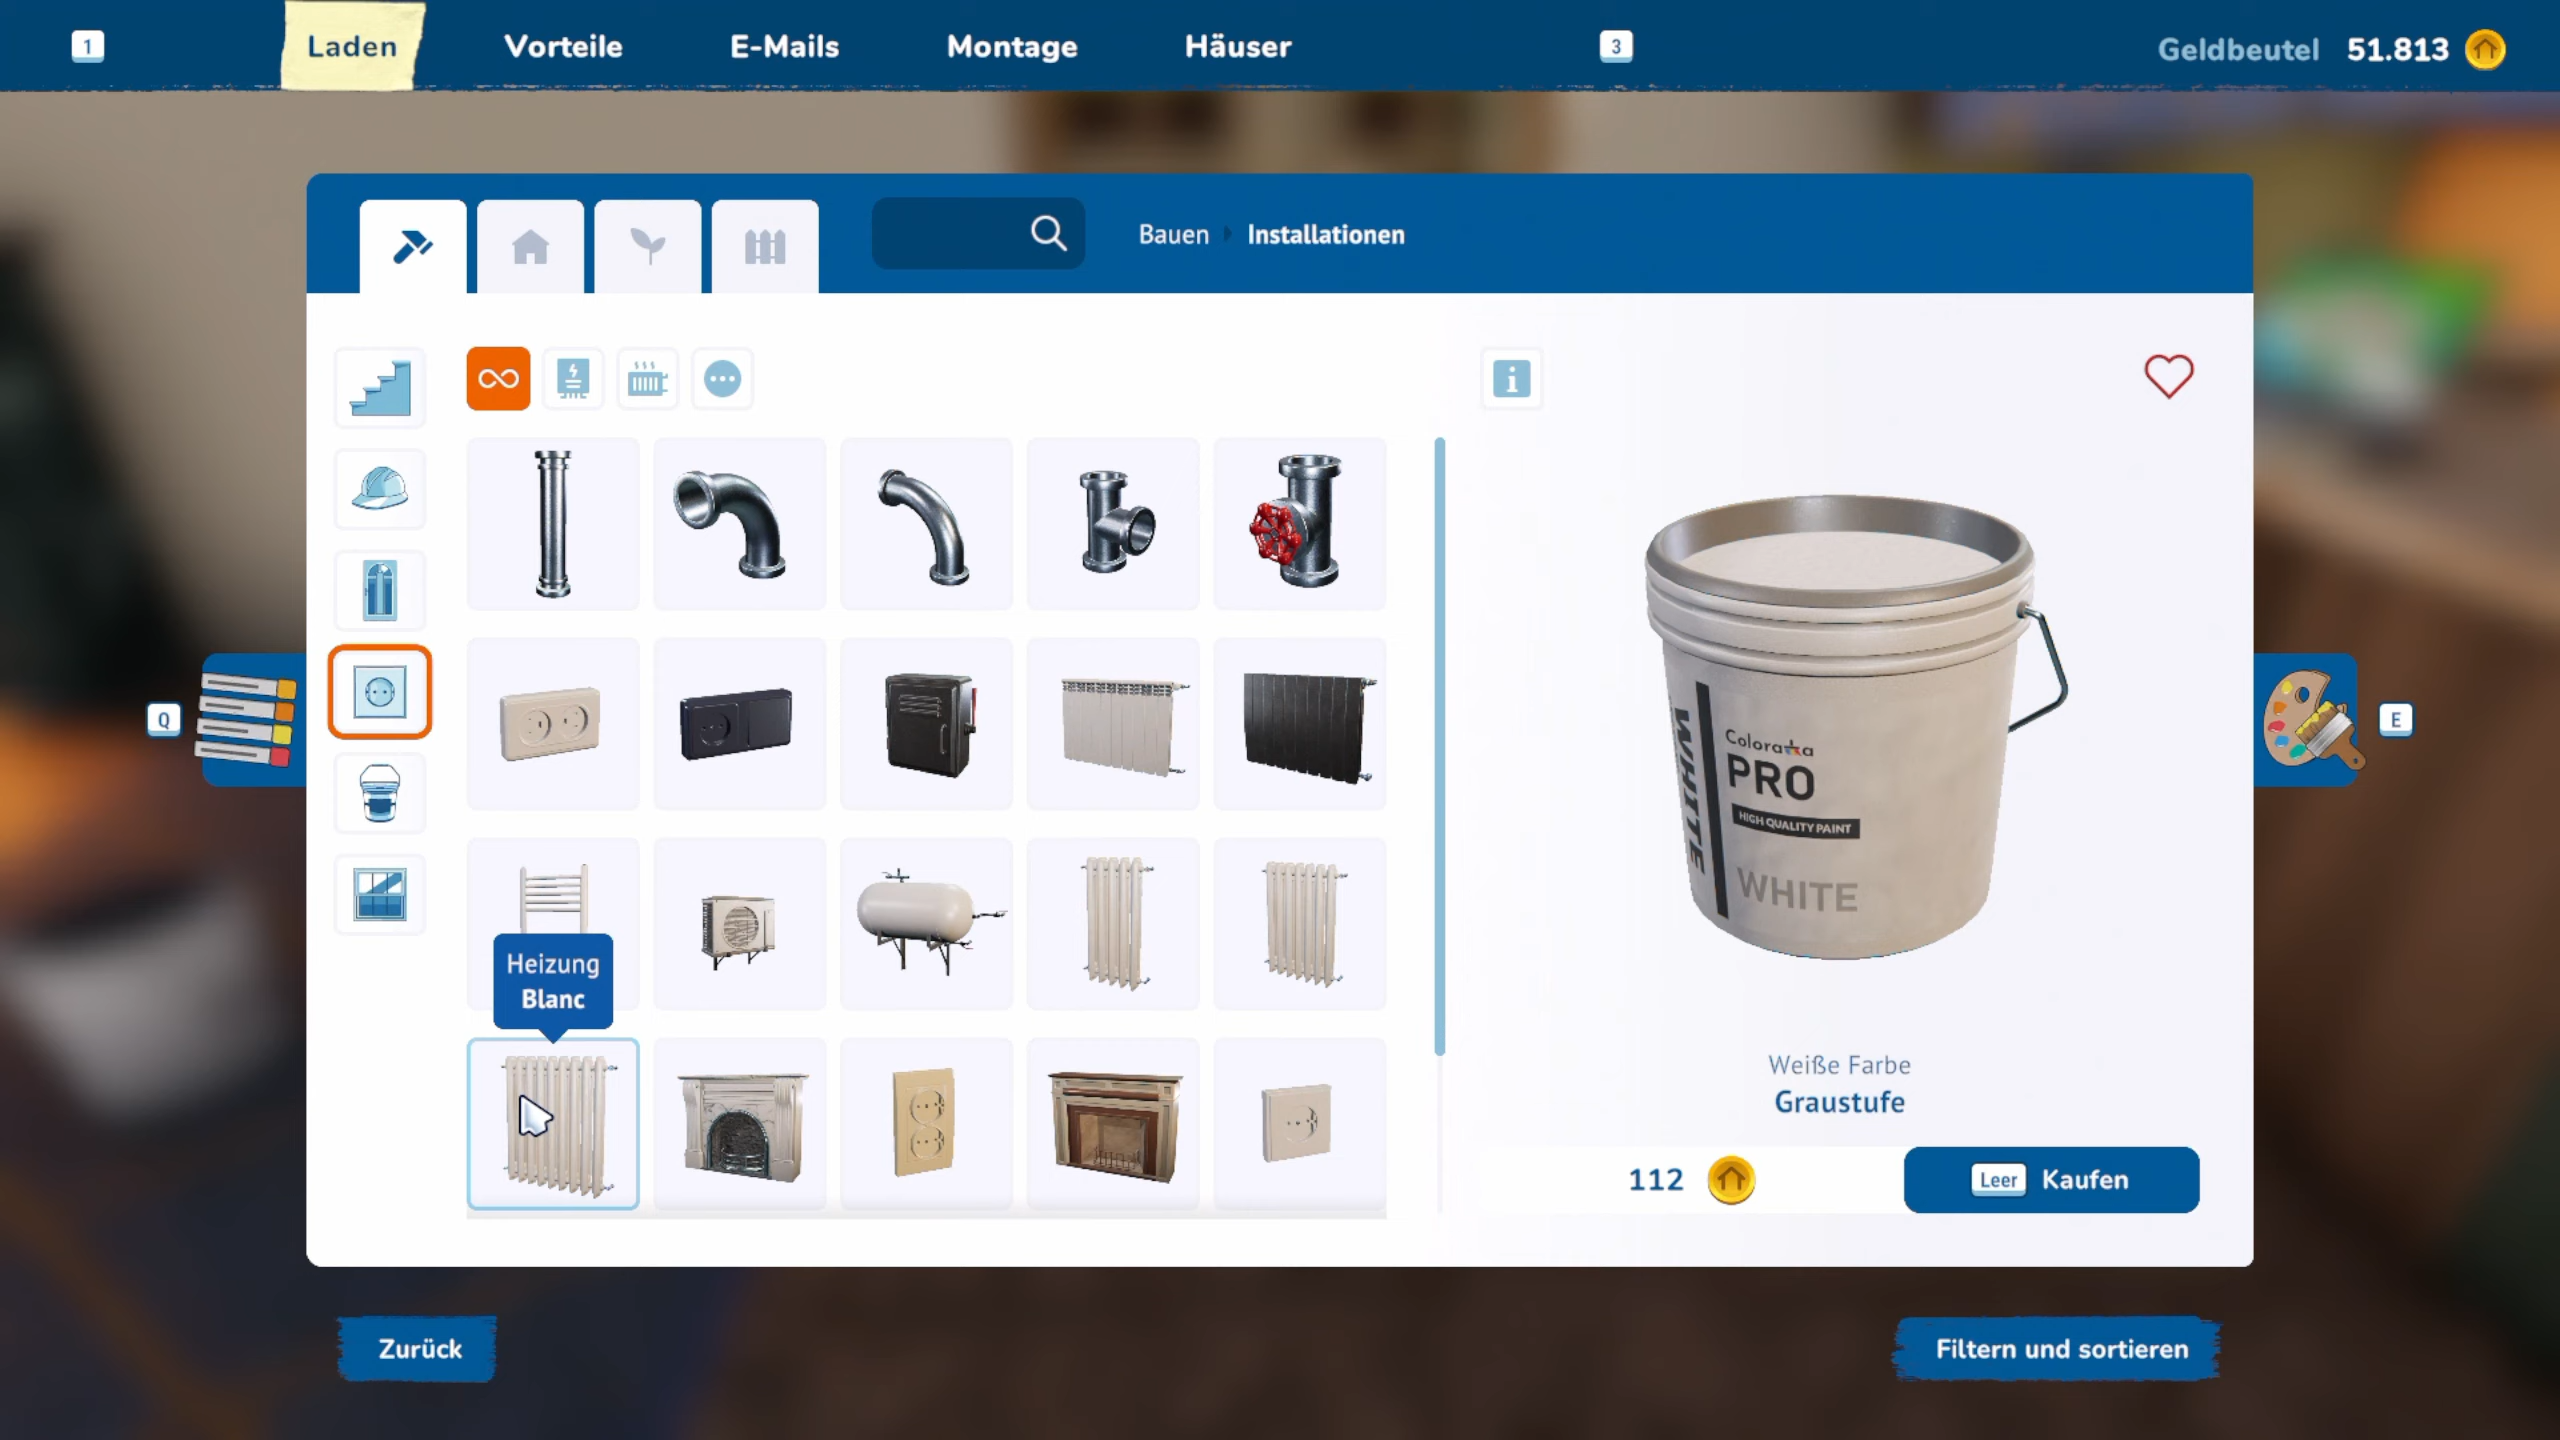 1
Laden
Vorteile
E-Mails
Montage
Häuser
3
Geldbeutel 51.813
Bauen
Installationen
Q
E
Heizung
Blanc
WHITE
Coloratka
PRO
HIGH QUALITY PAINT
WHITE
Weiße Farbe
Graustufe
112
Leer Kaufen
Zurück
Filtern und sortieren